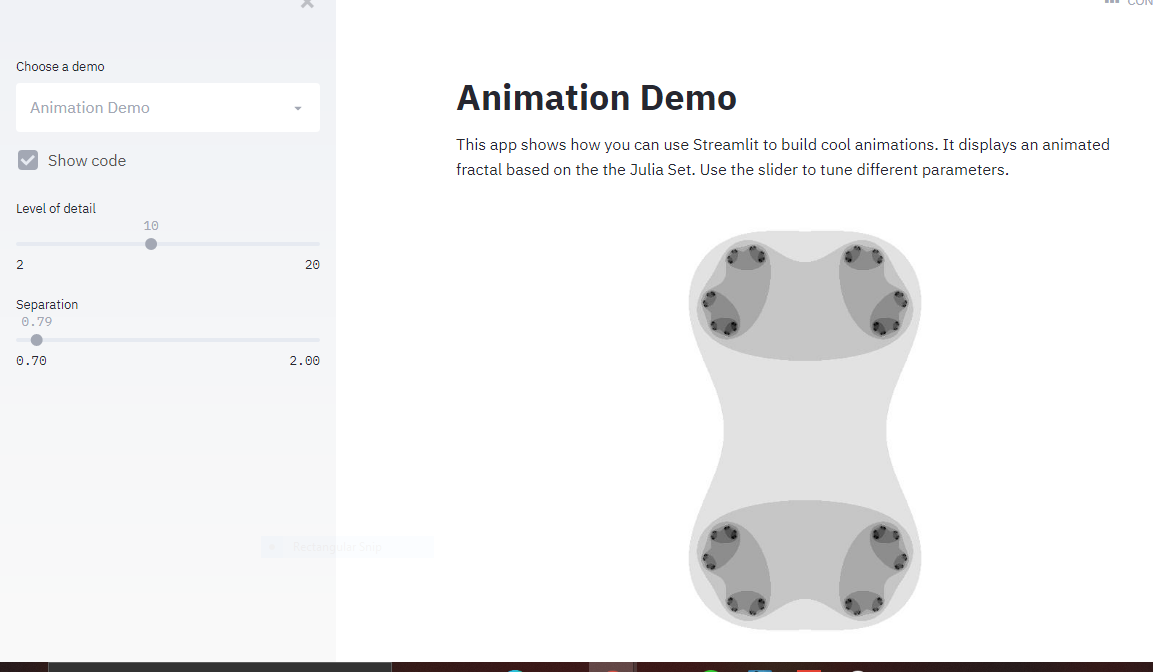 CON
Choose a demo
Animation Demo
Show code
Level of detail
10
2
20
Separation
0.79
0.70
2.00
Animation Demo
This app shows how you can use Streamlit to build cool animations. It displays an animated
fractal based on the the Julia Set. Use the slider to tune different parameters.
Rectangular Snip